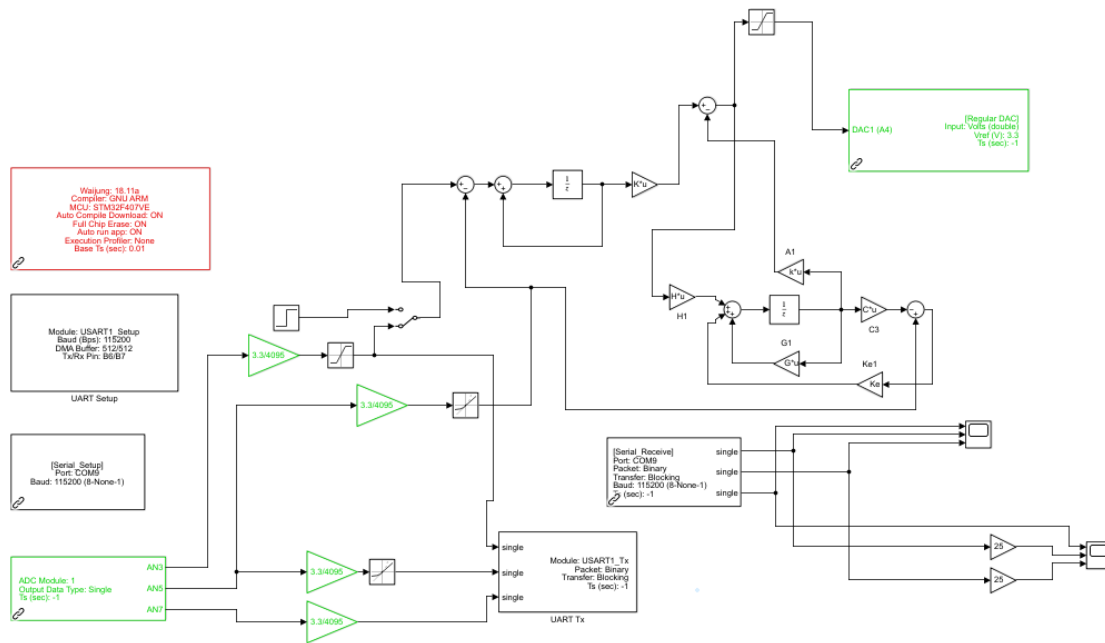 [Regular DAC]
DAC1 (A4)
Input: Volts (double)
Vref (V): 3.3
Ts (sec): -1
Waijung: 18.11a
Compiler: GNU ARM
MCU: STM32F407VE
Auto Compile Download: ON
Full Chip Erase: ON
Auto run app: ON
Execution Profiler: None
Base Ts (sec): 0.01
1
z
K*u
A1
k*u
H*u
H1
1
z
C*u
C3
G1
G*u
Ke1
Ke
Module: USART1_Setup
Baud (Bps): 115200
DMA Buffer: 512/512
Tx/Rx Pin: B6/B7
UART Setup
3.3/4095
3.3/4095
[Serial_Setup]
Port: COM9
Baud: 115200 (8-None-1)
[Serial_Receive]
Port: COM9
Packet: Binary
Transfer: Blocking
Baud: 115200 (8-None-1)
Ts (sec): -1
single
single
single
25
25
ADC Module: 1
Output Data Type: Single
Ts (sec): -1
AN3
AN5
AN7
3.3/4095
3.3/4095
single
single
single
Module: USART1_Tx
Packet: Binary
Transfer: Blocking
Ts (sec): -1
UART Tx